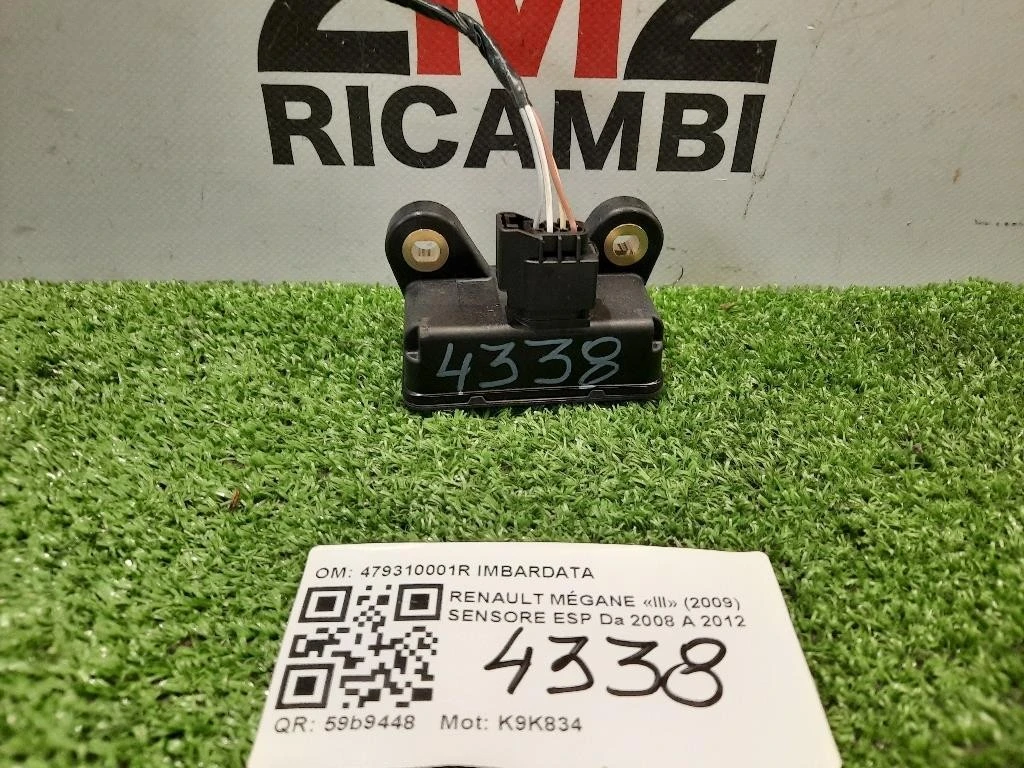 2M2
RICAMBI
4338
OM: 479310001R IMBARDATA
RENAULT MÉGANE «III» (2009)
SENSORE ESP Da 2008 A 2012
4338
QR: 59b9448 Mot: K9K834